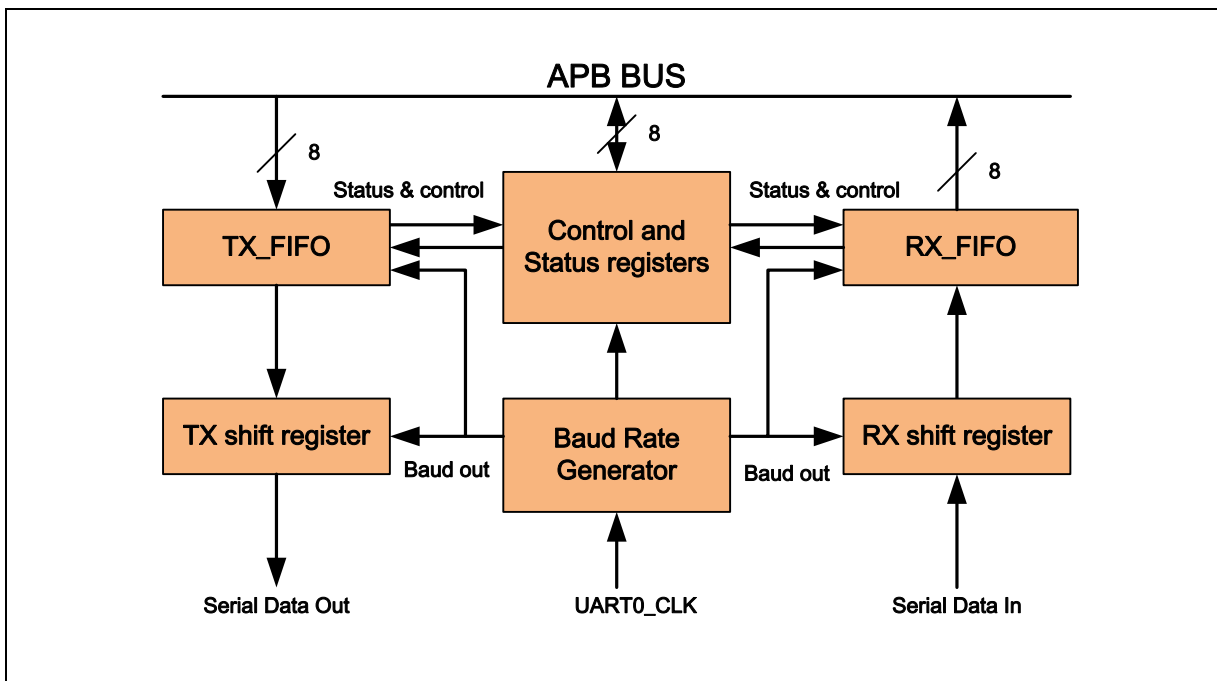 APB BUS
8
8
8
Status & control
Status & control
TX_FIFO
Control and
Status registers
RX_FIFO
TX shift register
Baud Rate
Generator
RX shift register
Baud out
Baud out
Serial Data Out
UART0_CLK
Serial Data In